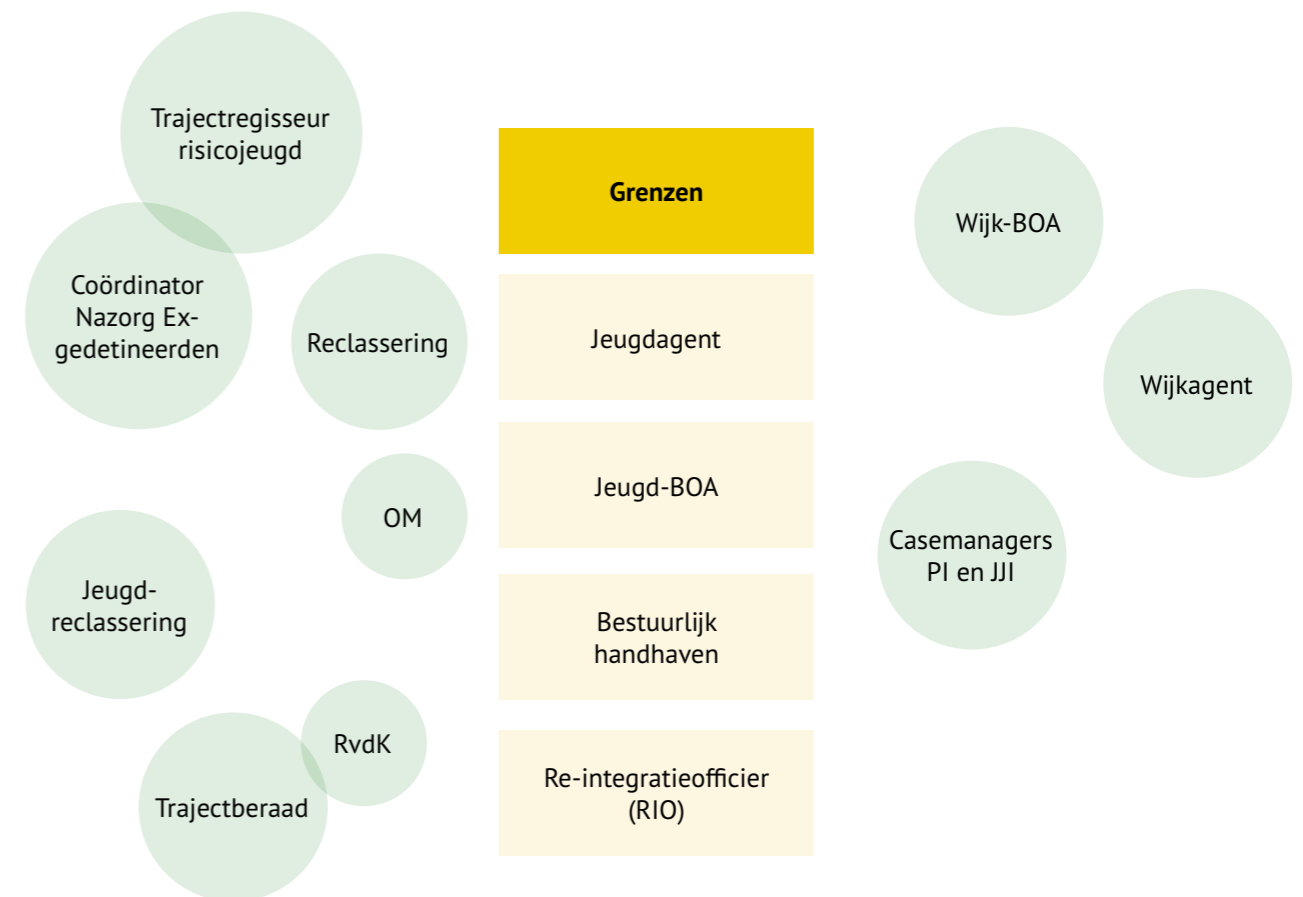 Trajectregisseur
risicojeugd
Coördinator
Nazorg Ex-
gedetineerden
Reclassering
OM
Jeugd-
reclassering
RvdK
Trajectberaad
Grenzen
Jeugdagent
Jeugd-BOA
Bestuurlijk
handhaven
Re-integratieofficier
(RIO)
Wijk-BOA
Wijkagent
Casemanagers
PI en JJI